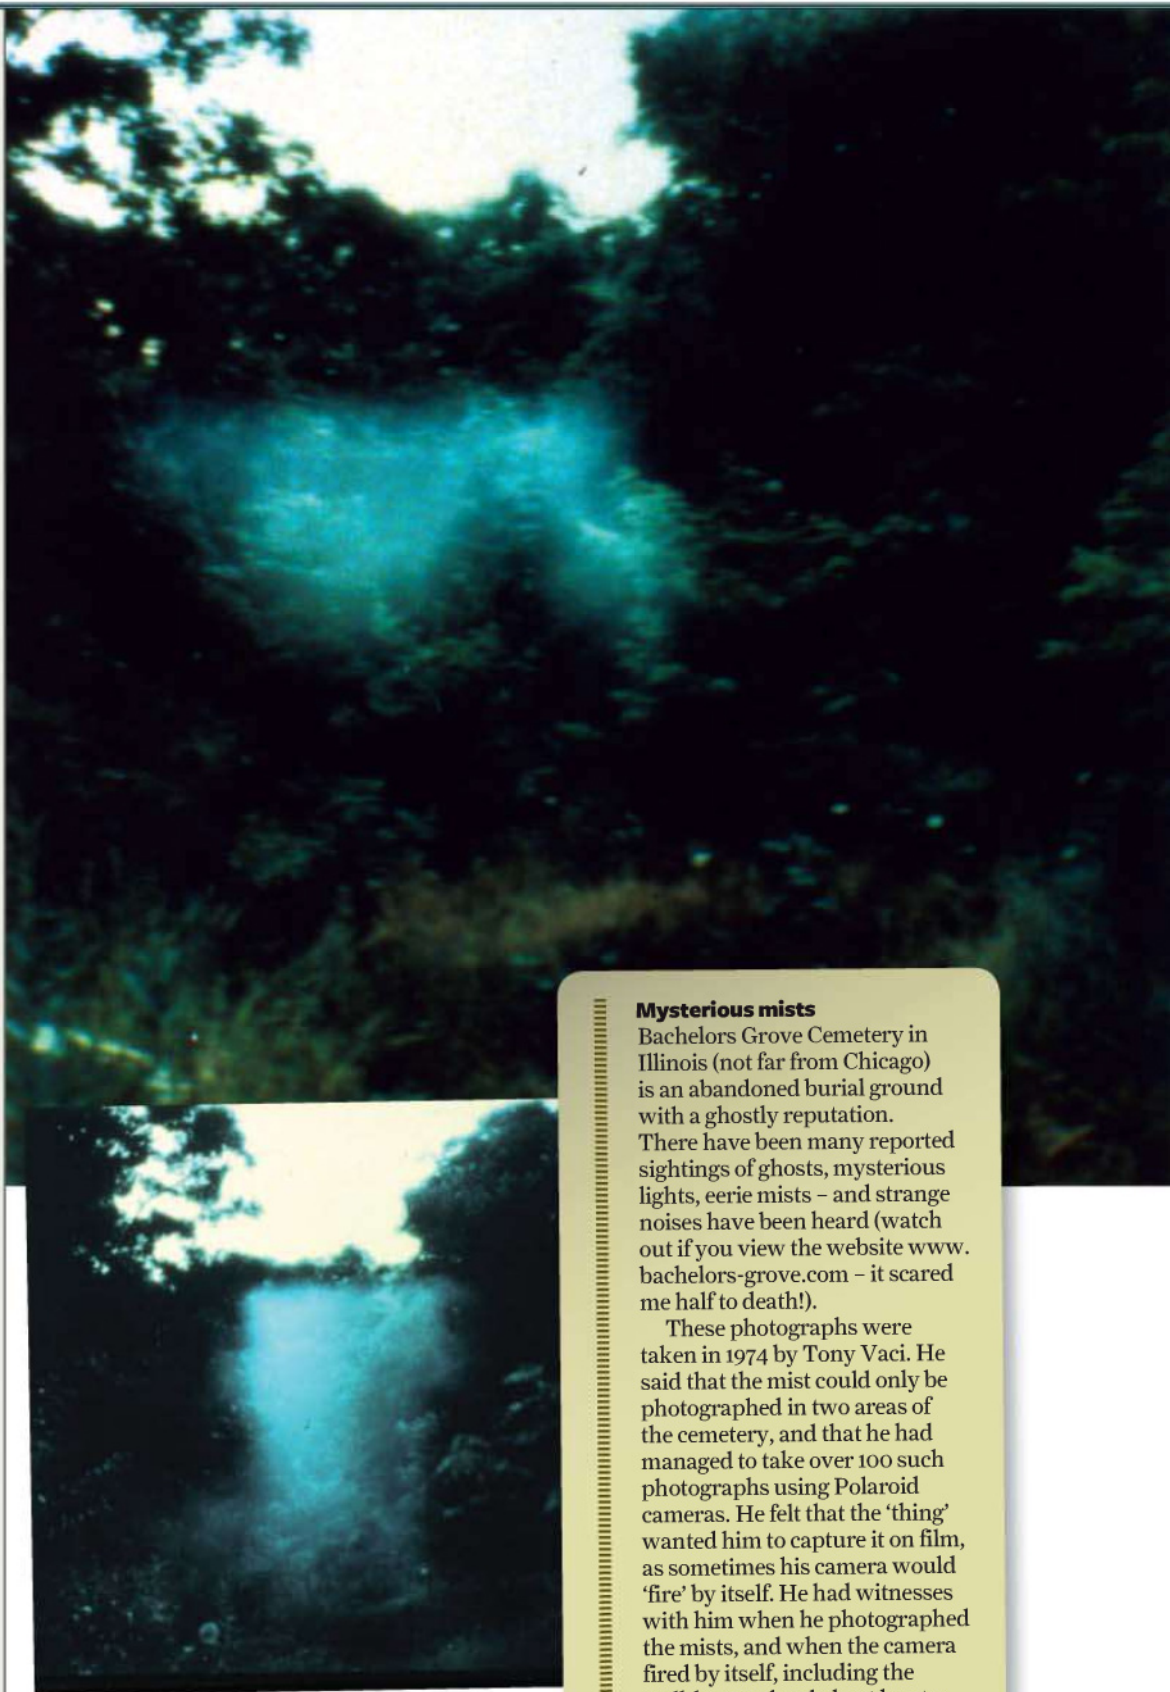 Mysterious mists
Bachelors Grove Cemetery in
Illinois (not far from Chicago)
is an abandoned burial ground
with a ghostly reputation.
There have been many reported
sightings of ghosts, mysterious
lights, eerie mists – and strange
noises have been heard (watch
out if you view the website www.
bachelors-grove.com – it scared
me half to death!).
These photographs were
taken in 1974 by Tony Vaci. He
said that the mist could only be
photographed in two areas of
the cemetery, and that he had
managed to take over 100 such
photographs using Polaroid
cameras. He felt that the ‘thing’
wanted him to capture it on film,
as sometimes his camera would
‘fire’ by itself. He had witnesses
with him when he photographed
the mists, and when the camera
fired by itself, including the